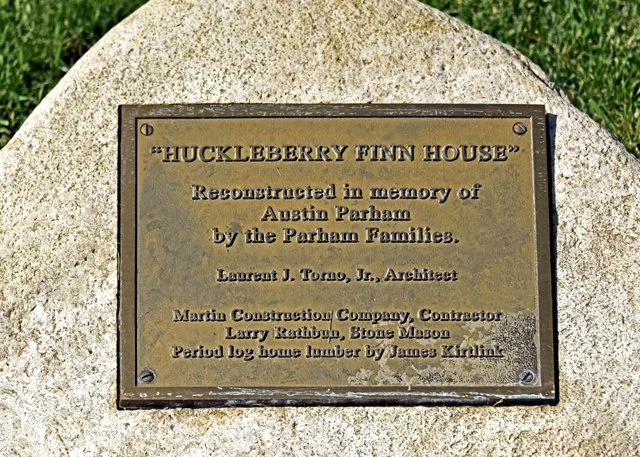 “HUCKLEBERRY FINN HOUSE”
Reconstructed in memory of
Austin Parham
by the Parham Families.
Laurent J. Torno, Jr., Architect
Martin Construction Company, Contractor
Larry Rathbun, Stone Mason
Period log home lumber by James Kirtlink